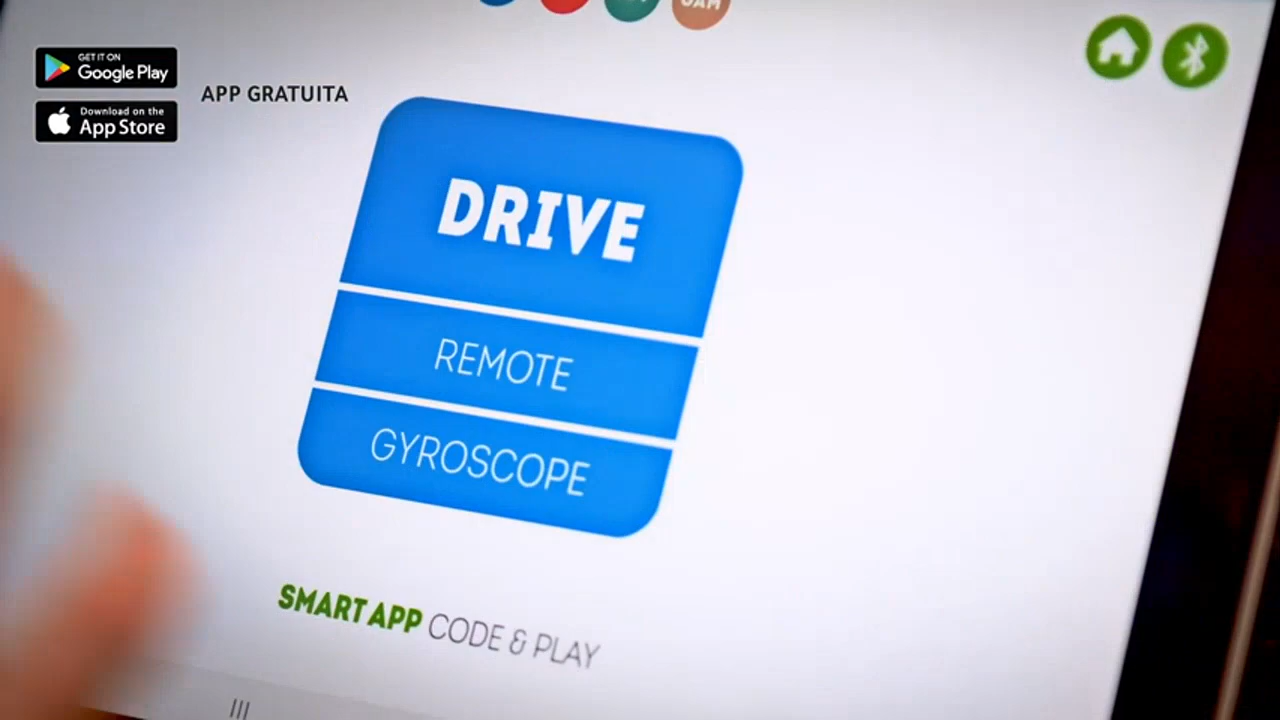 GET IT ON
Google Play
Download on the
App Store
APP GRATUITA
DRIVE
REMOTE
GYROSCOPE
SMART APP CODE & PLAY